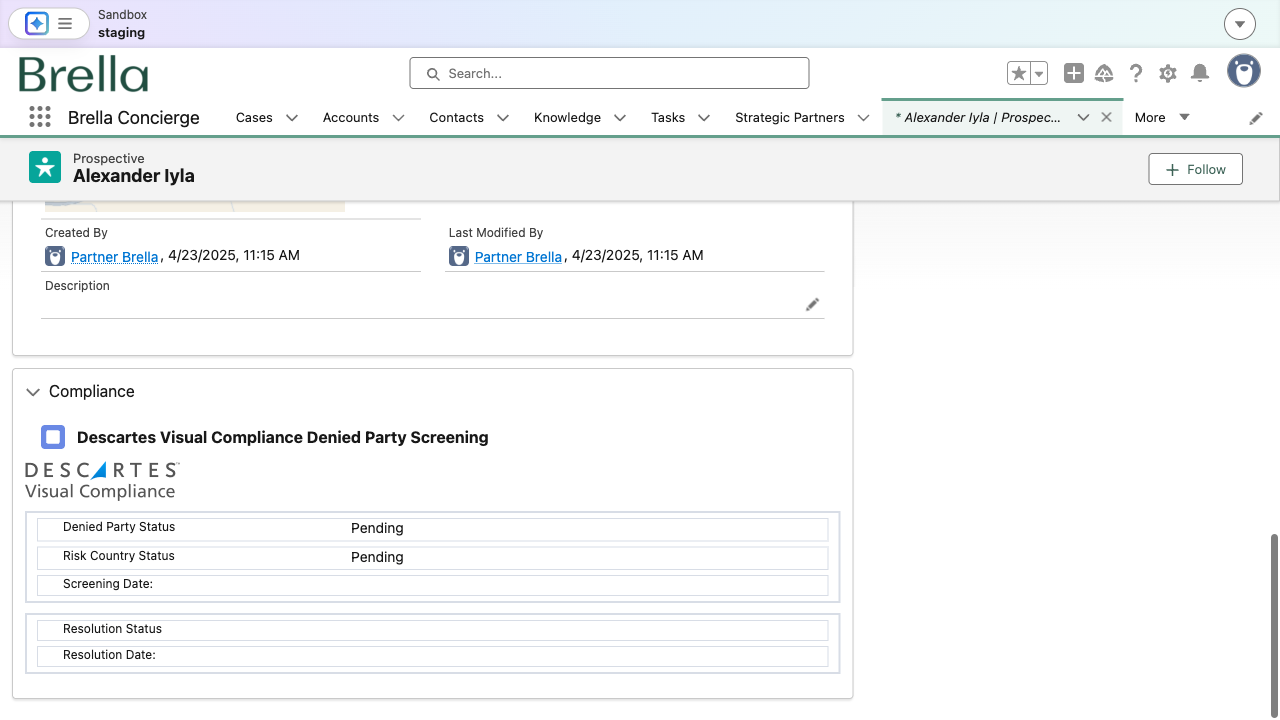 Sandbox
staging
Brella
Search...
Brella Concierge
Cases
Accounts
Contacts
Knowledge
Tasks
Strategic Partners
* Alexander Iyla | Prospec...
More
Prospective
Alexander Iyla
Follow
Created By
Last Modified By
Partner Brella, 4/23/2025, 11:15 AM
Partner Brella, 4/23/2025, 11:15 AM
Description
Compliance
Descartes Visual Compliance Denied Party Screening
DESCARTES™
Visual Compliance
Denied Party Status Pending
Risk Country Status Pending
Screening Date:
Resolution Status
Resolution Date: